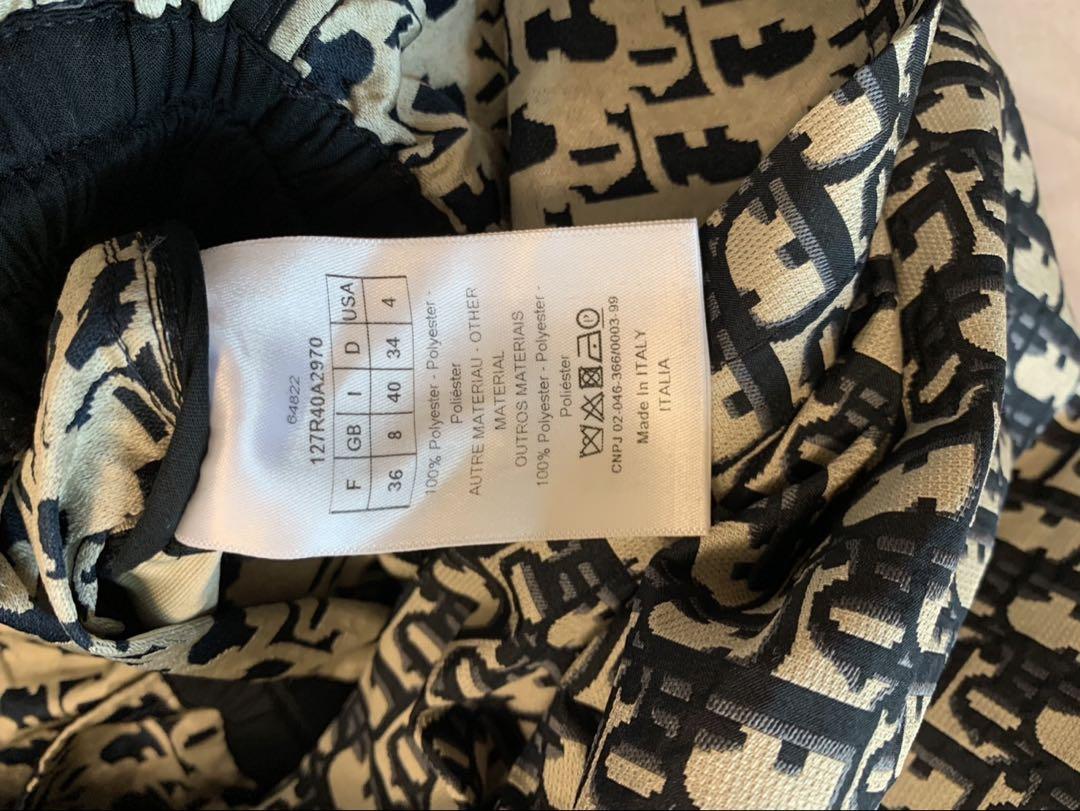 64822
127R40A2970
F GB I D USA
36 8 40 34 4
100% Polyester - Polyester -
Poliéster
AUTRE MATERIAU - OTHER
MATERIAL
OUTROS MATERIAIS
100% Polyester - Polyester -
Poliéster
CNPJ 02-046-366/0003-99
Made In ITALY
ITALIA